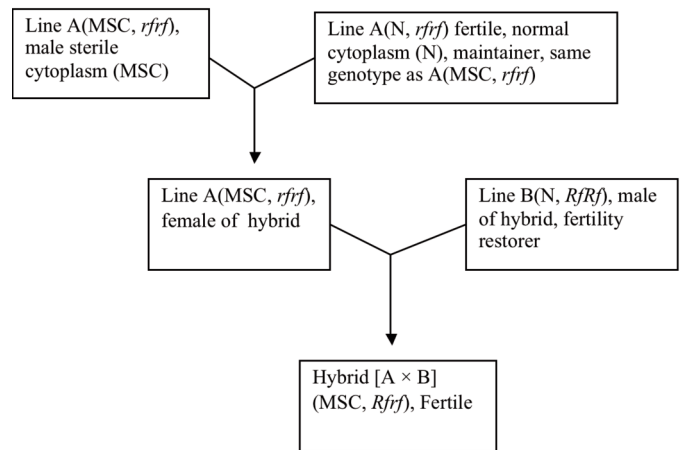 Line A(MSC, rfrf),
male sterile
cytoplasm (MSC)
Line A(N, rfrf) fertile, normal
cytoplasm (N), maintainer, same
genotype as A(MSC, rfrf)
Line A(MSC, rfrf),
female of hybrid
Line B(N, RfRf), male
of hybrid, fertility
restorer
Hybrid [A × B]
(MSC, Rfrf), Fertile